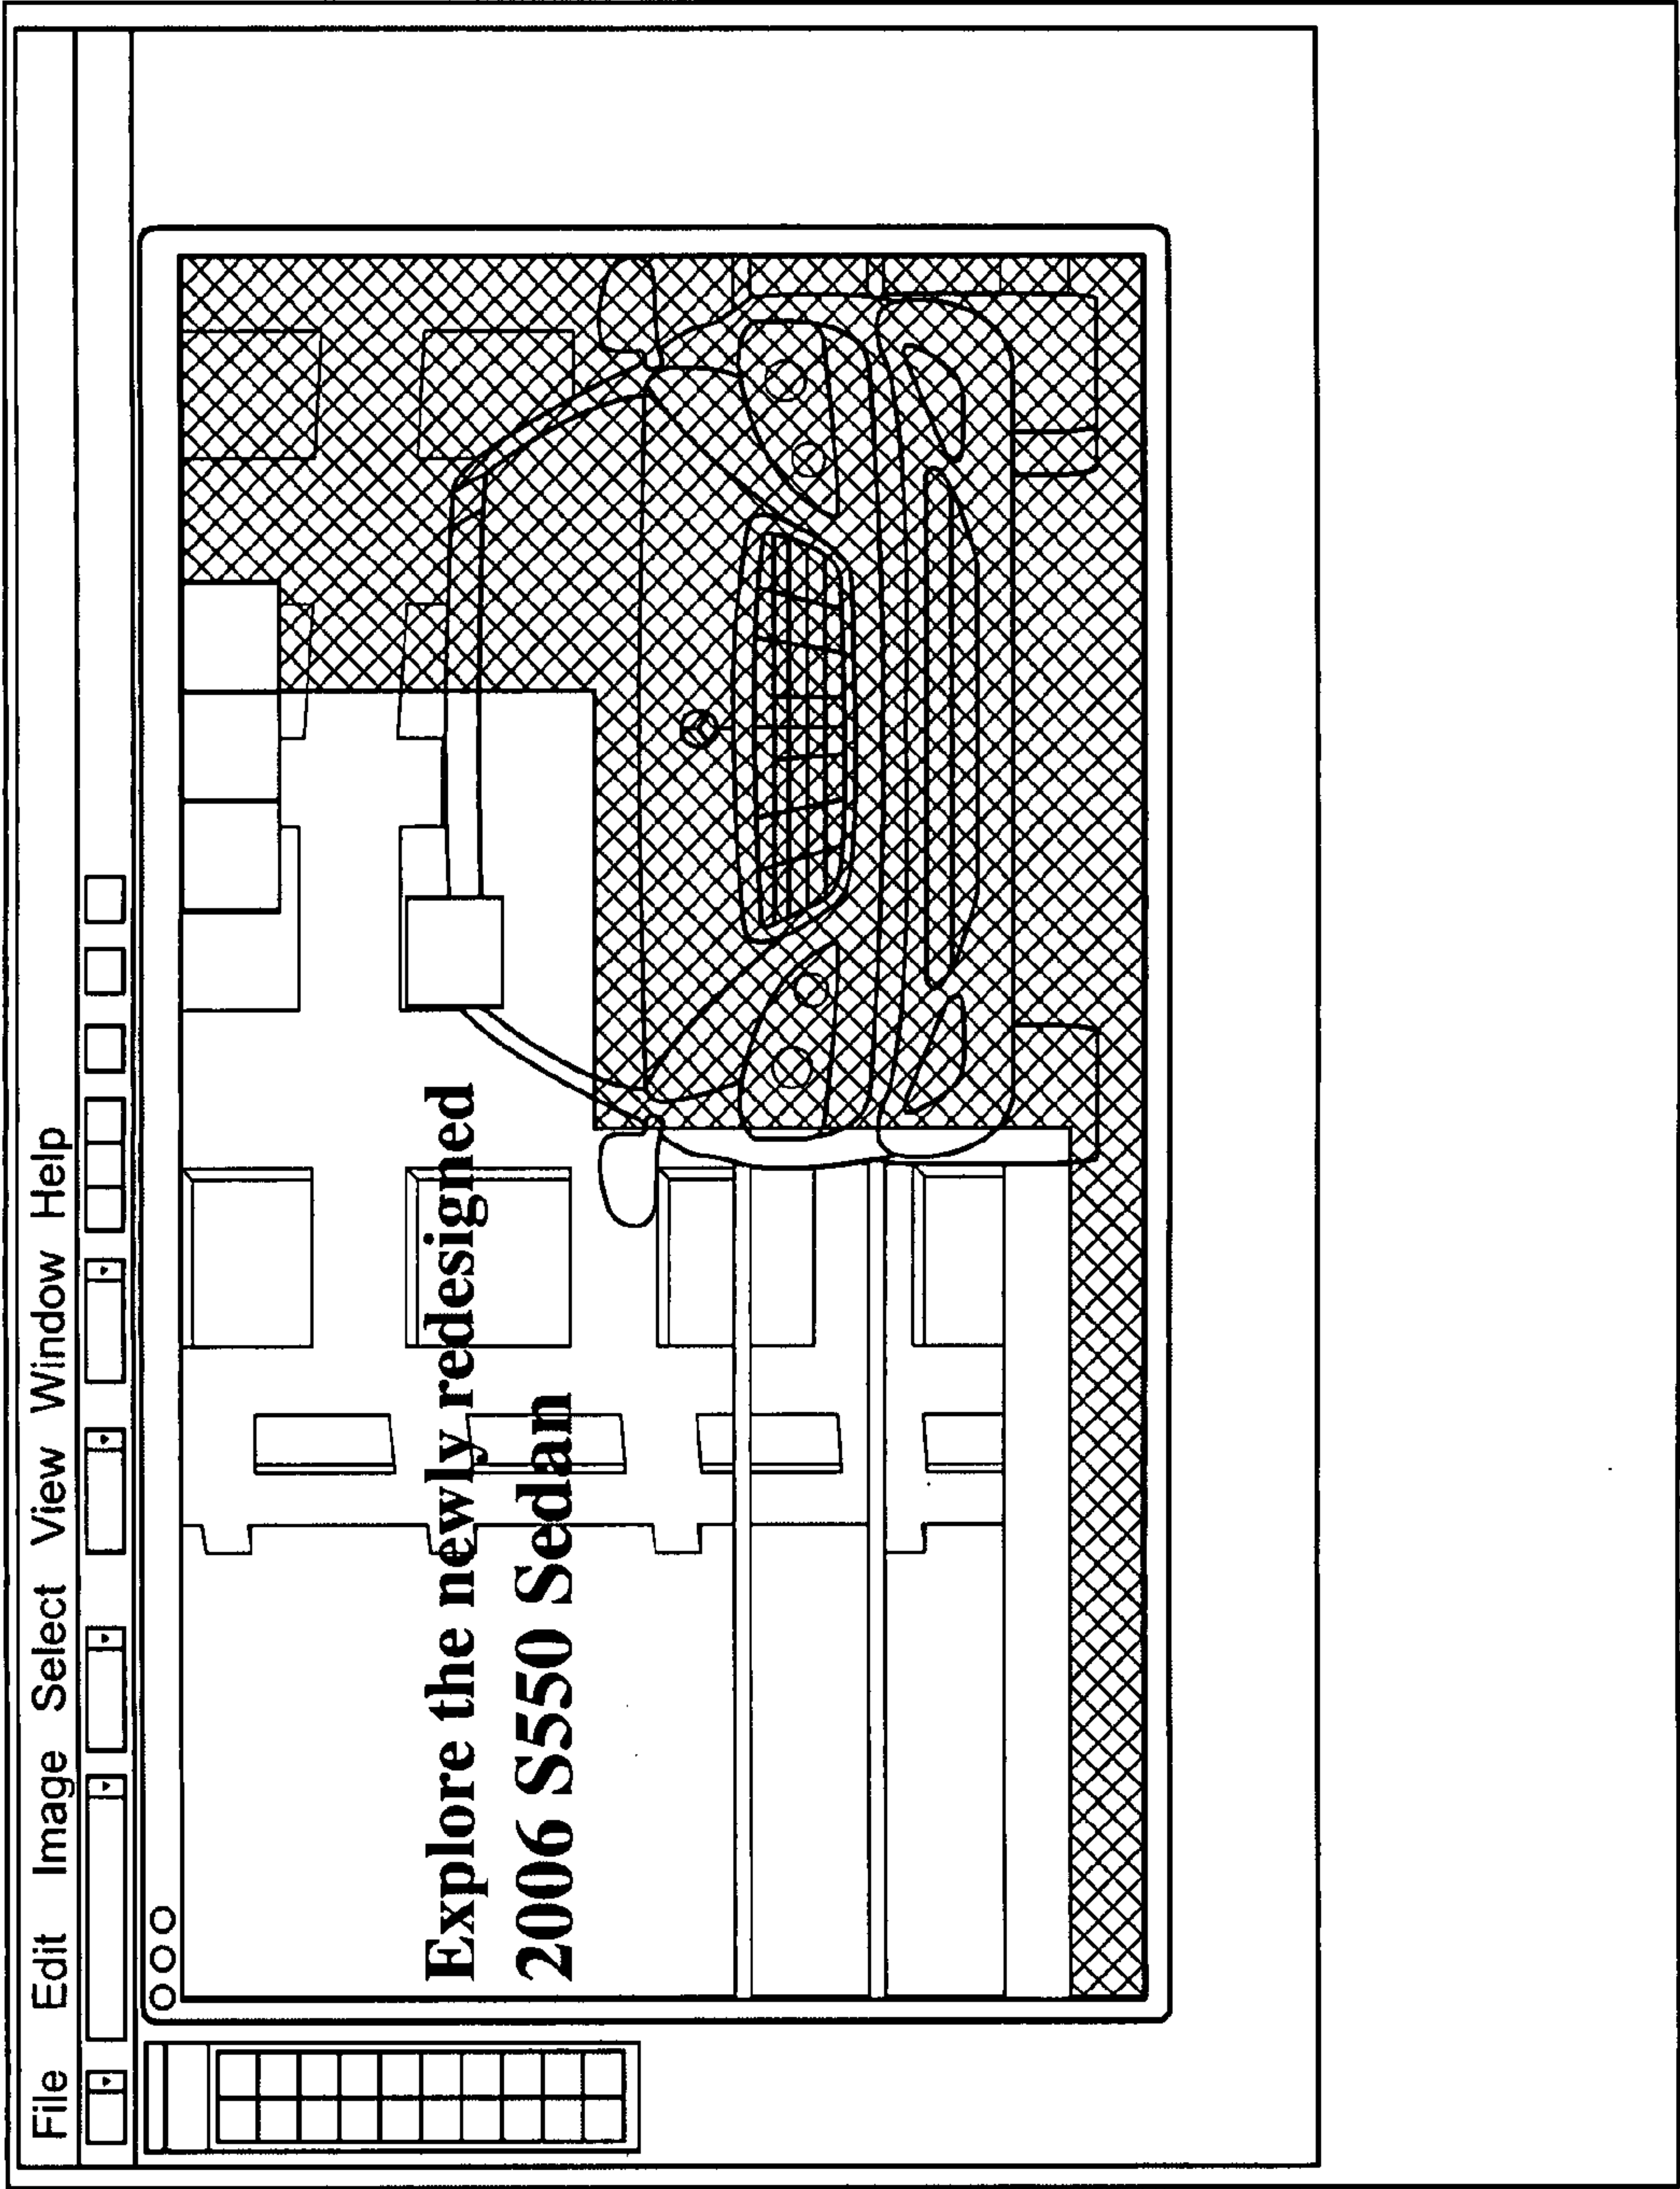 File Edit Image Select View Window Help
Explore the newly redesigned
2006 S550 Sedan